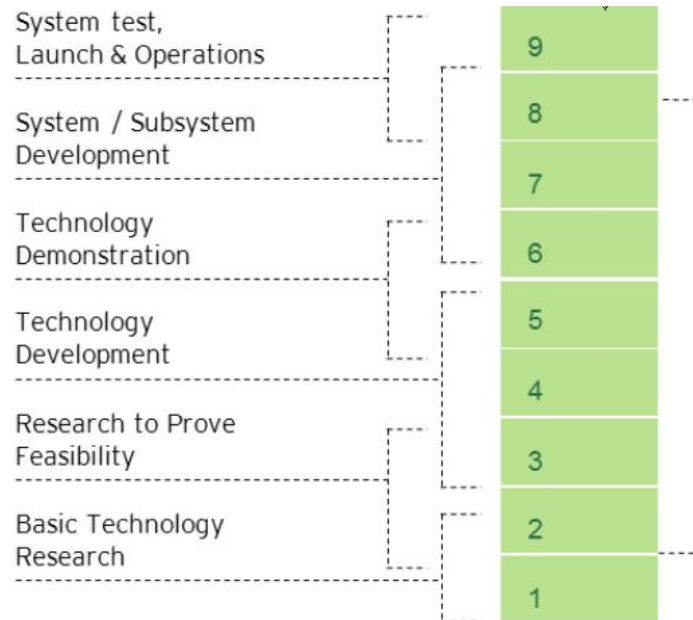 System test,
Launch & Operations
System / Subsystem
Development
Technology
Demonstration
Technology
Development
Research to Prove
Feasibility
Basic Technology
Research
9
8
7
6
5
4
3
2
1